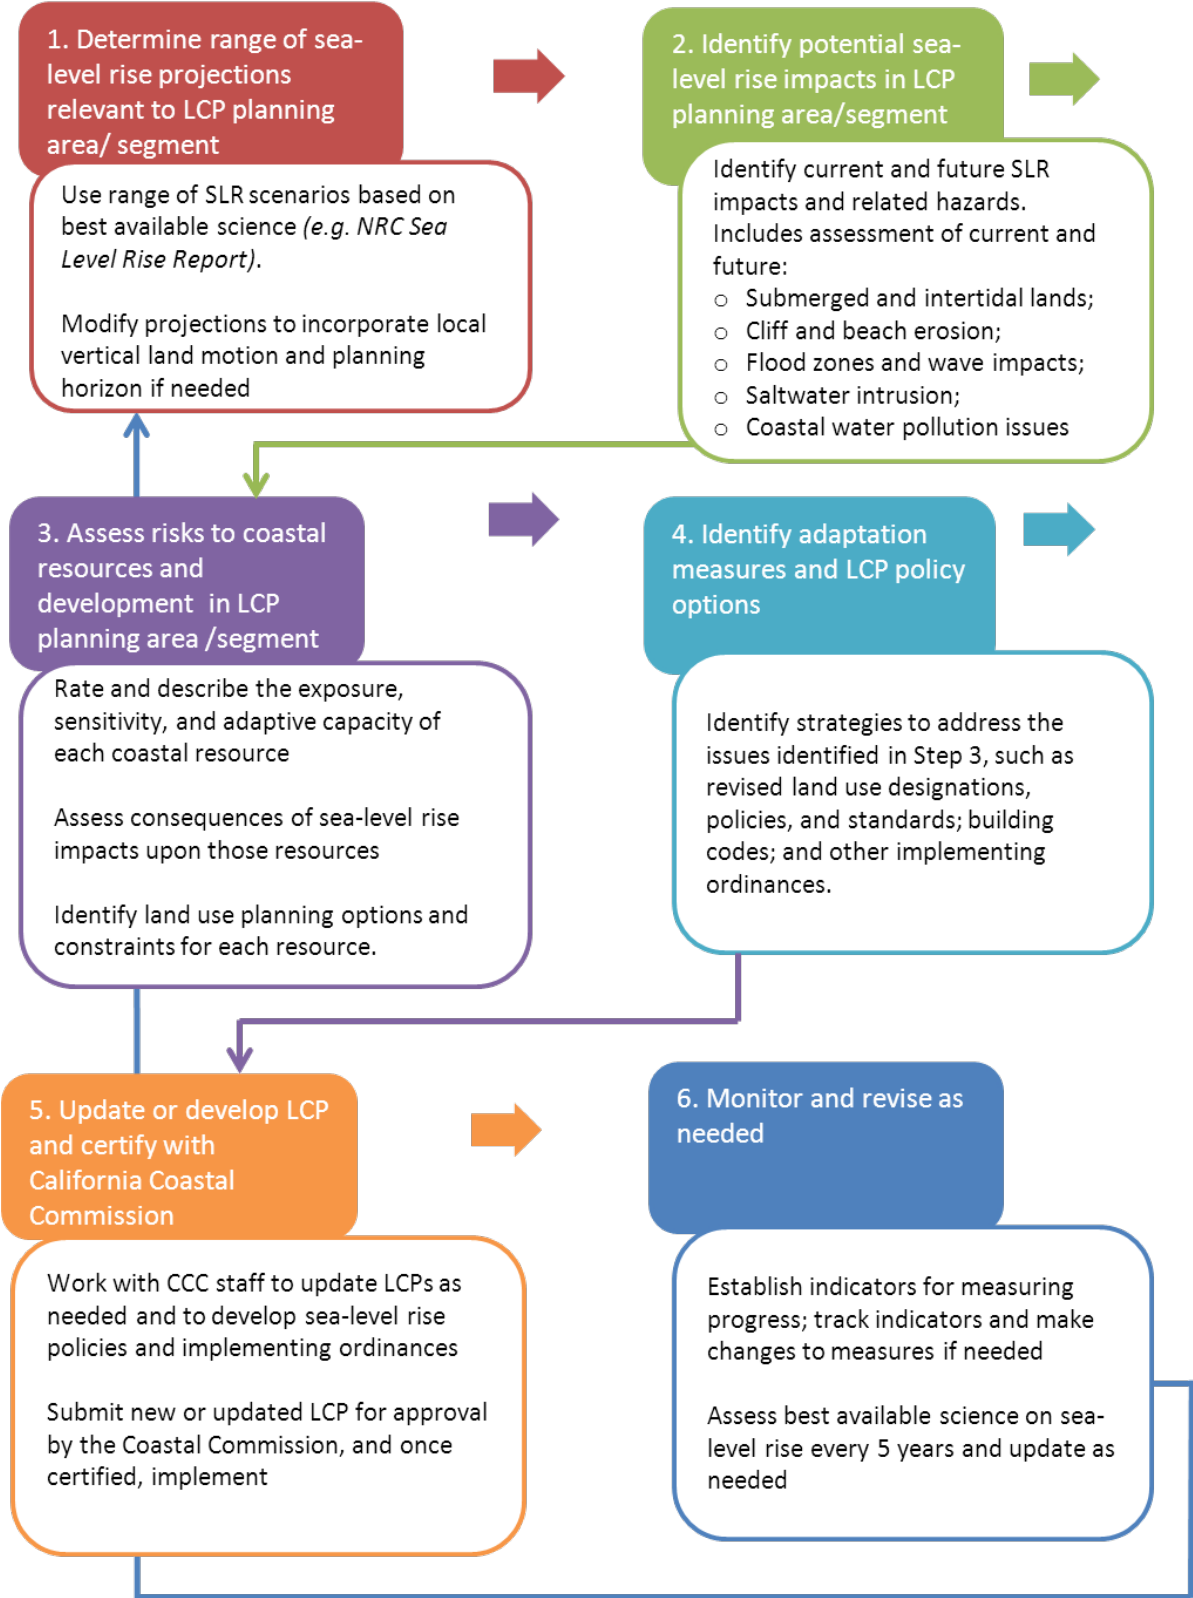 1. Determine range of sea-
level rise projections
relevant to LCP planning
area/ segment
Use range of SLR scenarios based on
best available science (e.g. NRC Sea
Level Rise Report).
Modify projections to incorporate local
vertical land motion and planning
horizon if needed
2. Identify potential sea-
level rise impacts in LCP
planning area/segment
Identify current and future SLR
impacts and related hazards.
Includes assessment of current and
future:
o Submerged and intertidal lands;
o Cliff and beach erosion;
o Flood zones and wave impacts;
o Saltwater intrusion;
o Coastal water pollution issues
3. Assess risks to coastal
resources and
development in LCP
planning area /segment
Rate and describe the exposure,
sensitivity, and adaptive capacity of
each coastal resource
Assess consequences of sea-level rise
impacts upon those resources
Identify land use planning options and
constraints for each resource.
4. Identify adaptation
measures and LCP policy
options
Identify strategies to address the
issues identified in Step 3, such as
revised land use designations,
policies, and standards; building
codes; and other implementing
ordinances.
5. Update or develop LCP
and certify with
California Coastal
Commission
Work with CCC staff to update LCPs as
needed and to develop sea-level rise
policies and implementing ordinances
Submit new or updated LCP for approval
by the Coastal Commission, and once
certified, implement
6. Monitor and revise as
needed
Establish indicators for measuring
progress; track indicators and make
changes to measures if needed
Assess best available science on sea-
level rise every 5 years and update as
needed